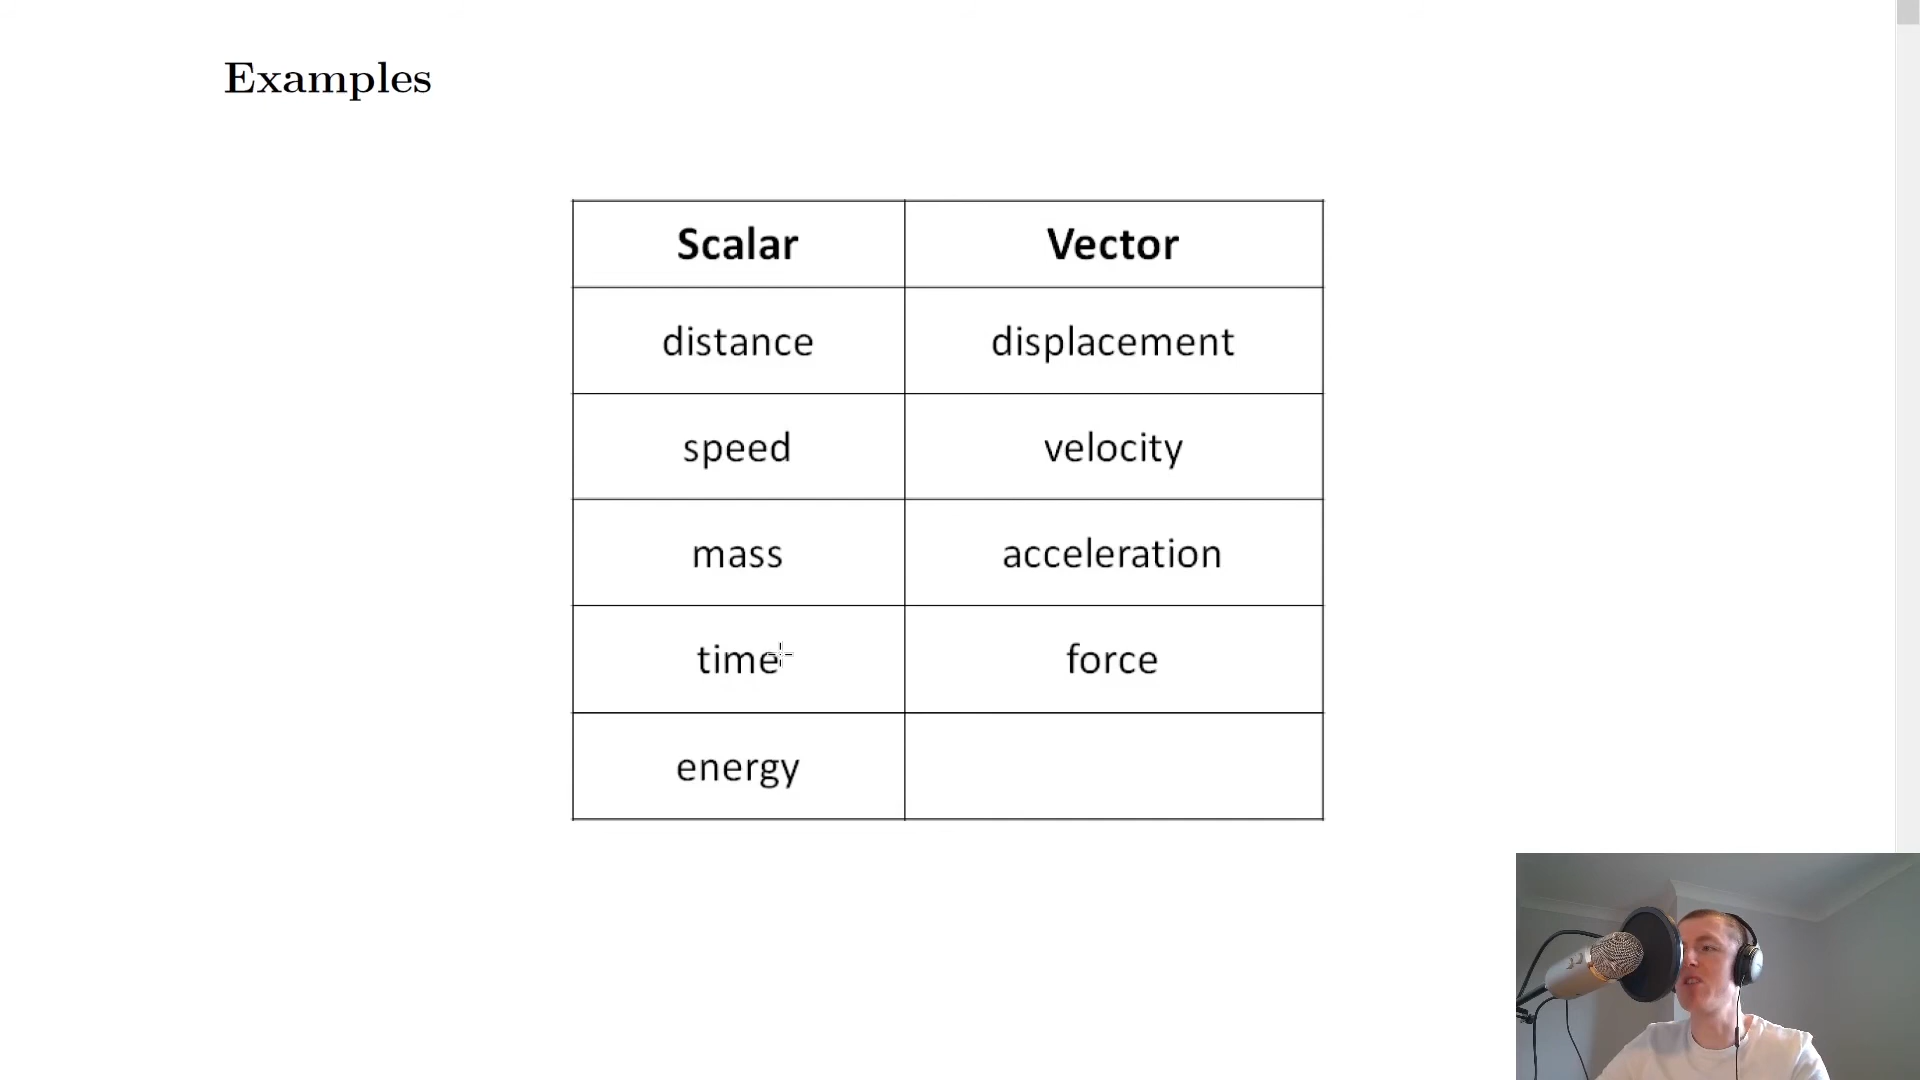 Examples
Scalar Vector
distance displacement
speed velocity
mass acceleration
time force
energy